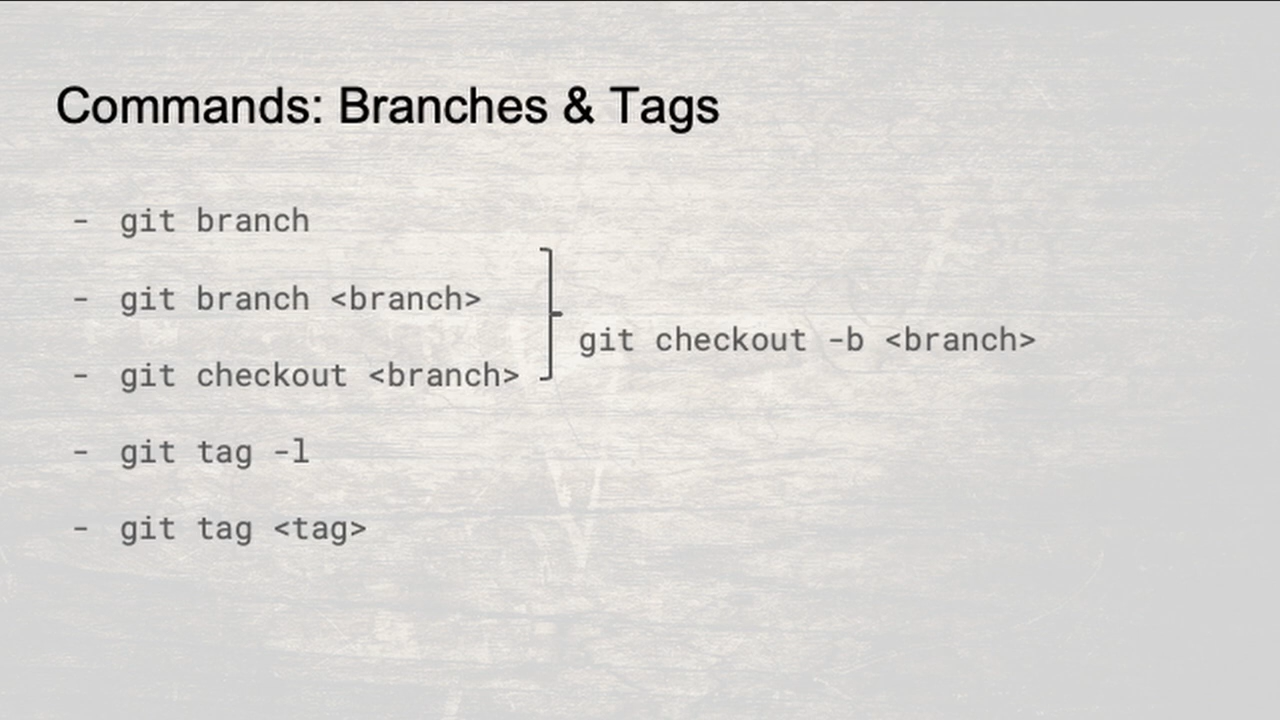 Commands: Branches & Tags
- git branch
- git branch <branch>
git checkout -b <branch>
- git checkout <branch>
- git tag -l
- git tag <tag>